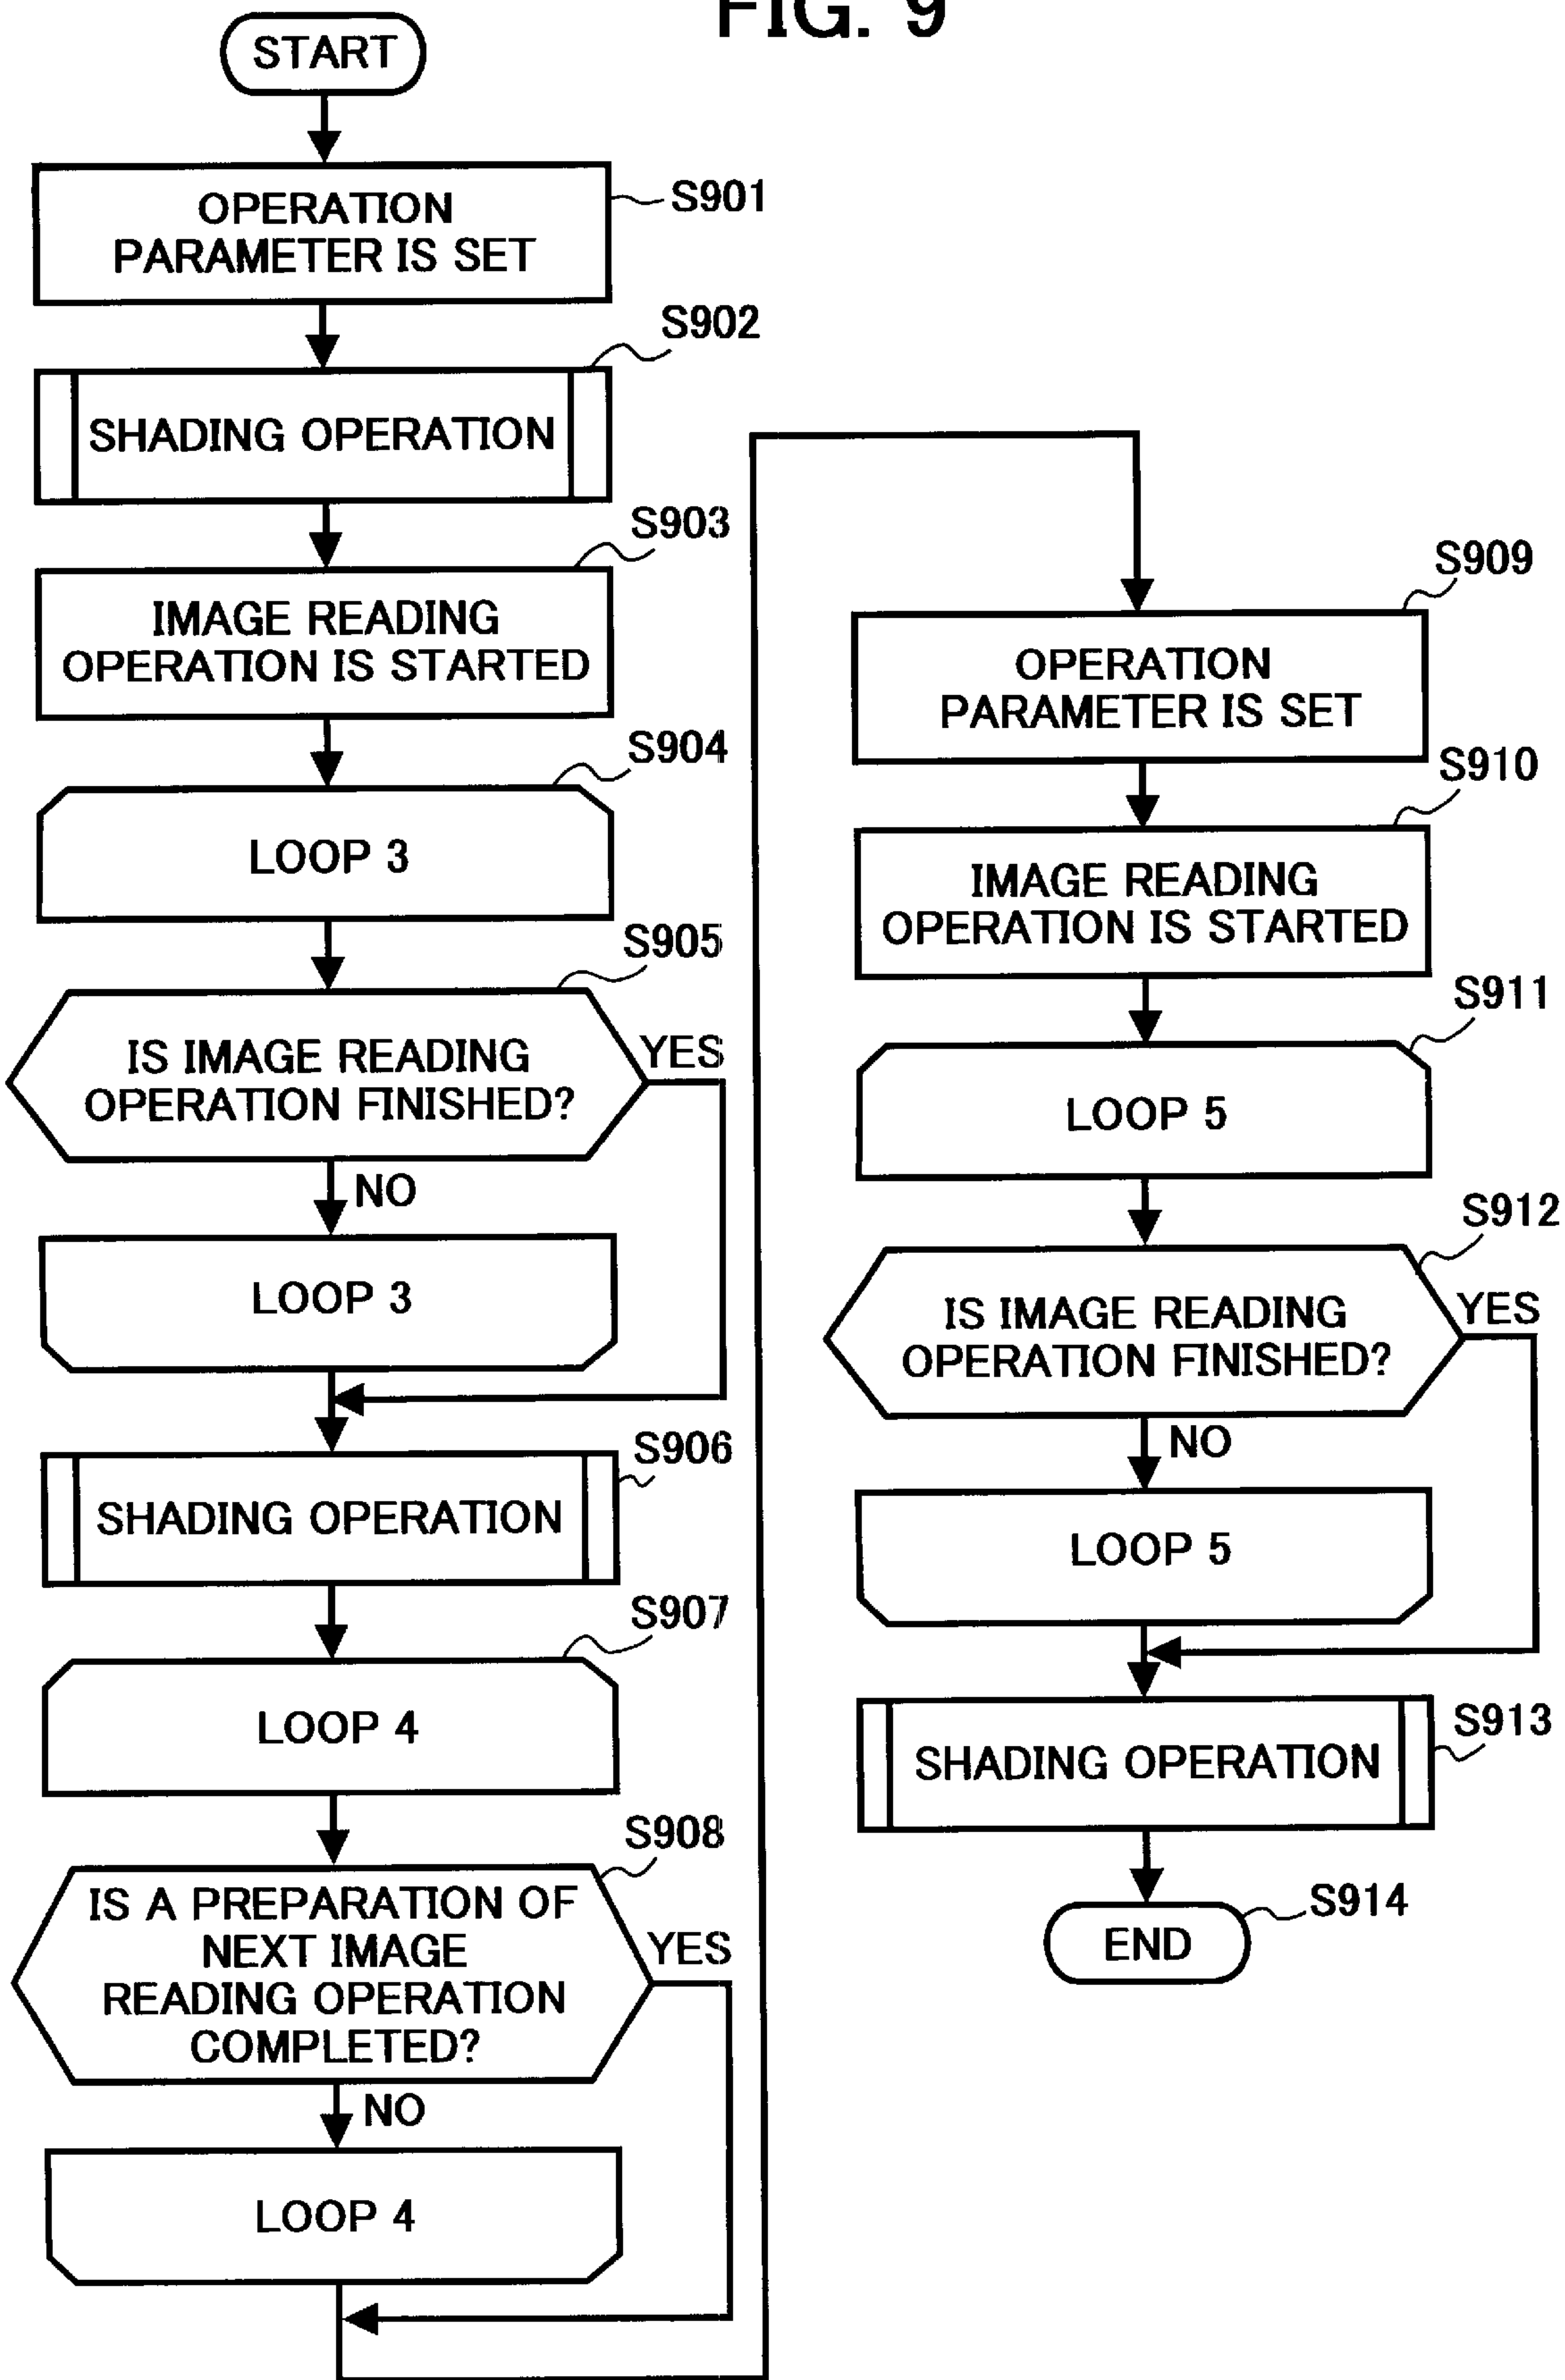 FIG. 9
START
OPERATION
PARAMETER IS SET
S901
S902
SHADING OPERATION
S903
IMAGE READING
OPERATION IS STARTED
S904
LOOP 3
S905
IS IMAGE READING
OPERATION FINISHED?
YES
NO
LOOP 3
S906
SHADING OPERATION
S907
LOOP 4
S908
IS A PREPARATION OF
NEXT IMAGE
READING OPERATION
COMPLETED?
YES
NO
LOOP 4
S909
OPERATION
PARAMETER IS SET
S910
IMAGE READING
OPERATION IS STARTED
S911
LOOP 5
S912
IS IMAGE READING
OPERATION FINISHED?
YES
NO
LOOP 5
S913
SHADING OPERATION
S914
END